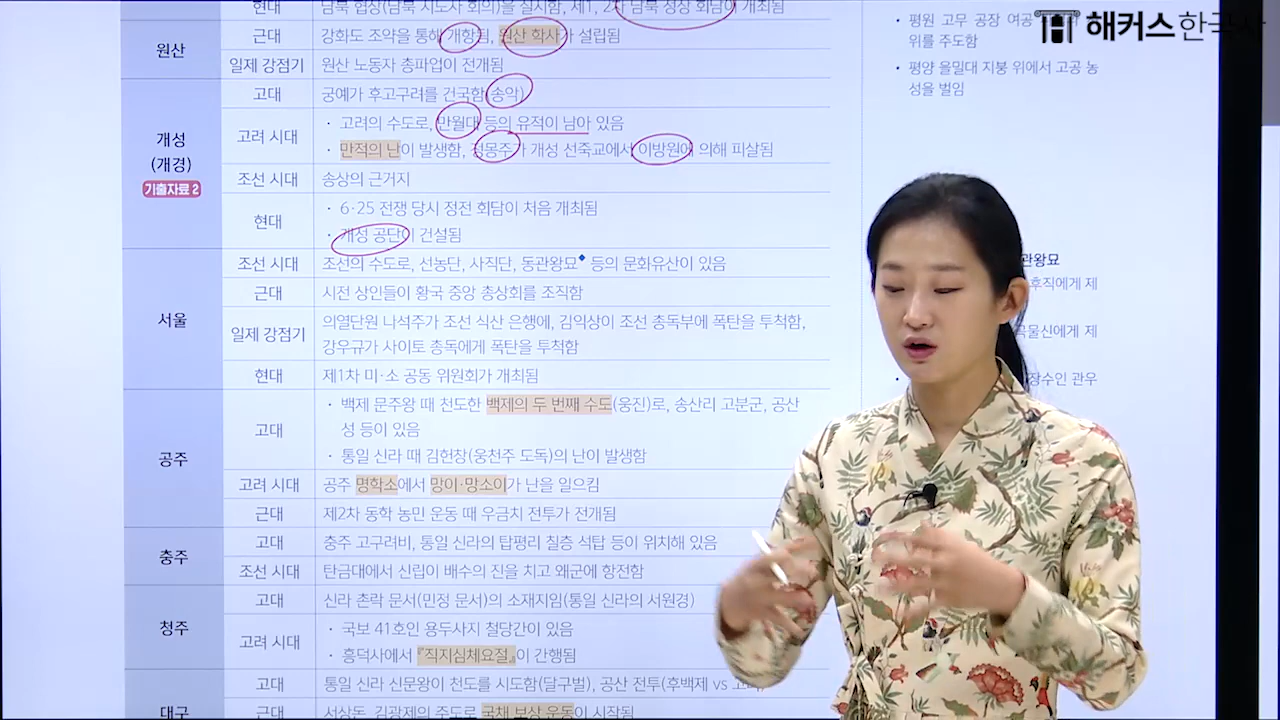 현대
남북 협상(남북 지도자 회의)을 실시함, 제1, 2차 남북 정상 회담이 개최됨
원산
근대
강화도 조약을 통해 개항됨, 원산 학사가 설립됨
일제 강점기
원산 노동자 총파업이 전개됨
개성
(개경)
기출자료 2
고대
궁예가 후고구려를 건국함(송악)
고려 시대
· 고려의 수도로, 만월대 등의 유적이 남아 있음
· 만적의 난이 발생함, 정몽주가 개성 선죽교에서 이방원에 의해 피살됨
조선 시대
송상의 근거지
현대
· 6·25 전쟁 당시 정전 회담이 처음 개최됨
· 개성 공단이 건설됨
서울
조선 시대
조선의 수도로, 선농단, 사직단, 동관왕묘◆ 등의 문화유산이 있음
근대
시전 상인들이 황국 중앙 총상회를 조직함
일제 강점기
의열단원 나석주가 조선 식산 은행에, 김익상이 조선 총독부에 폭탄을 투척함,
강우규가 사이토 총독에게 폭탄을 투척함
현대
제1차 미·소 공동 위원회가 개최됨
공주
고대
· 백제 문주왕 때 천도한 백제의 두 번째 수도(웅진)로, 송산리 고분군, 공산
성 등이 있음
· 통일 신라 때 김헌창(웅천주 도독)의 난이 발생함
고려 시대
공주 명학소에서 망이·망소이가 난을 일으킴
근대
제2차 동학 농민 운동 때 우금치 전투가 전개됨
충주
고대
충주 고구려비, 통일 신라의 탑평리 칠층 석탑 등이 위치해 있음
조선 시대
탄금대에서 신립이 배수의 진을 치고 왜군에 항전함
청주
고대
신라 촌락 문서(민정 문서)의 소재지임(통일 신라의 서원경)
고려 시대
· 국보 41호인 용두사지 철당간이 있음
· 흥덕사에서 『직지심체요절』이 간행됨
대구
고대
통일 신라 신문왕이 천도를 시도함(달구벌), 공산 전투(후백제 vs
근대
서상돈, 김광제의 주도로 국채 보상 운동이 시작됨
해커스한국사
• 평원 고무 공장 여공
위를 주도함
• 평양 을밀대 지붕 위에서 고공 농
성을 벌임
관왕묘
후직에게 제
곡물신에게 제
장수인 관우